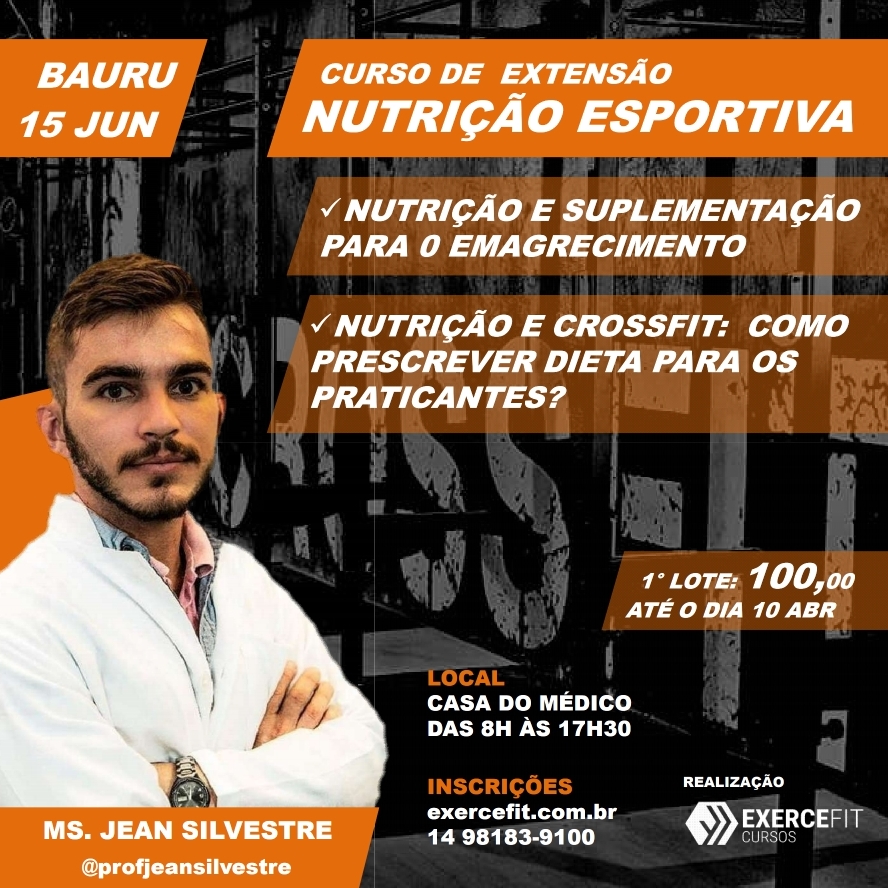 BAURU
15 JUN
CURSO DE EXTENSÃO
NUTRIÇÃO ESPORTIVA
✓NUTRIÇÃO E SUPLEMENTAÇÃO
PARA 0 EMAGRECIMENTO
✓NUTRIÇÃO E CROSSFIT: COMO
PRESCREVER DIETA PARA OS
PRATICANTES?
CROSSFIT
1° LOTE: 100,00
ATÉ O DIA 10 ABR
LOCAL
CASA DO MÉDICO
DAS 8H ÀS 17H30
INSCRIÇÕES
exercefit.com.br
14 98183-9100
REALIZAÇÃO
EXERCEFIT
CURSOS
MS. JEAN SILVESTRE
@profjeansilvestre